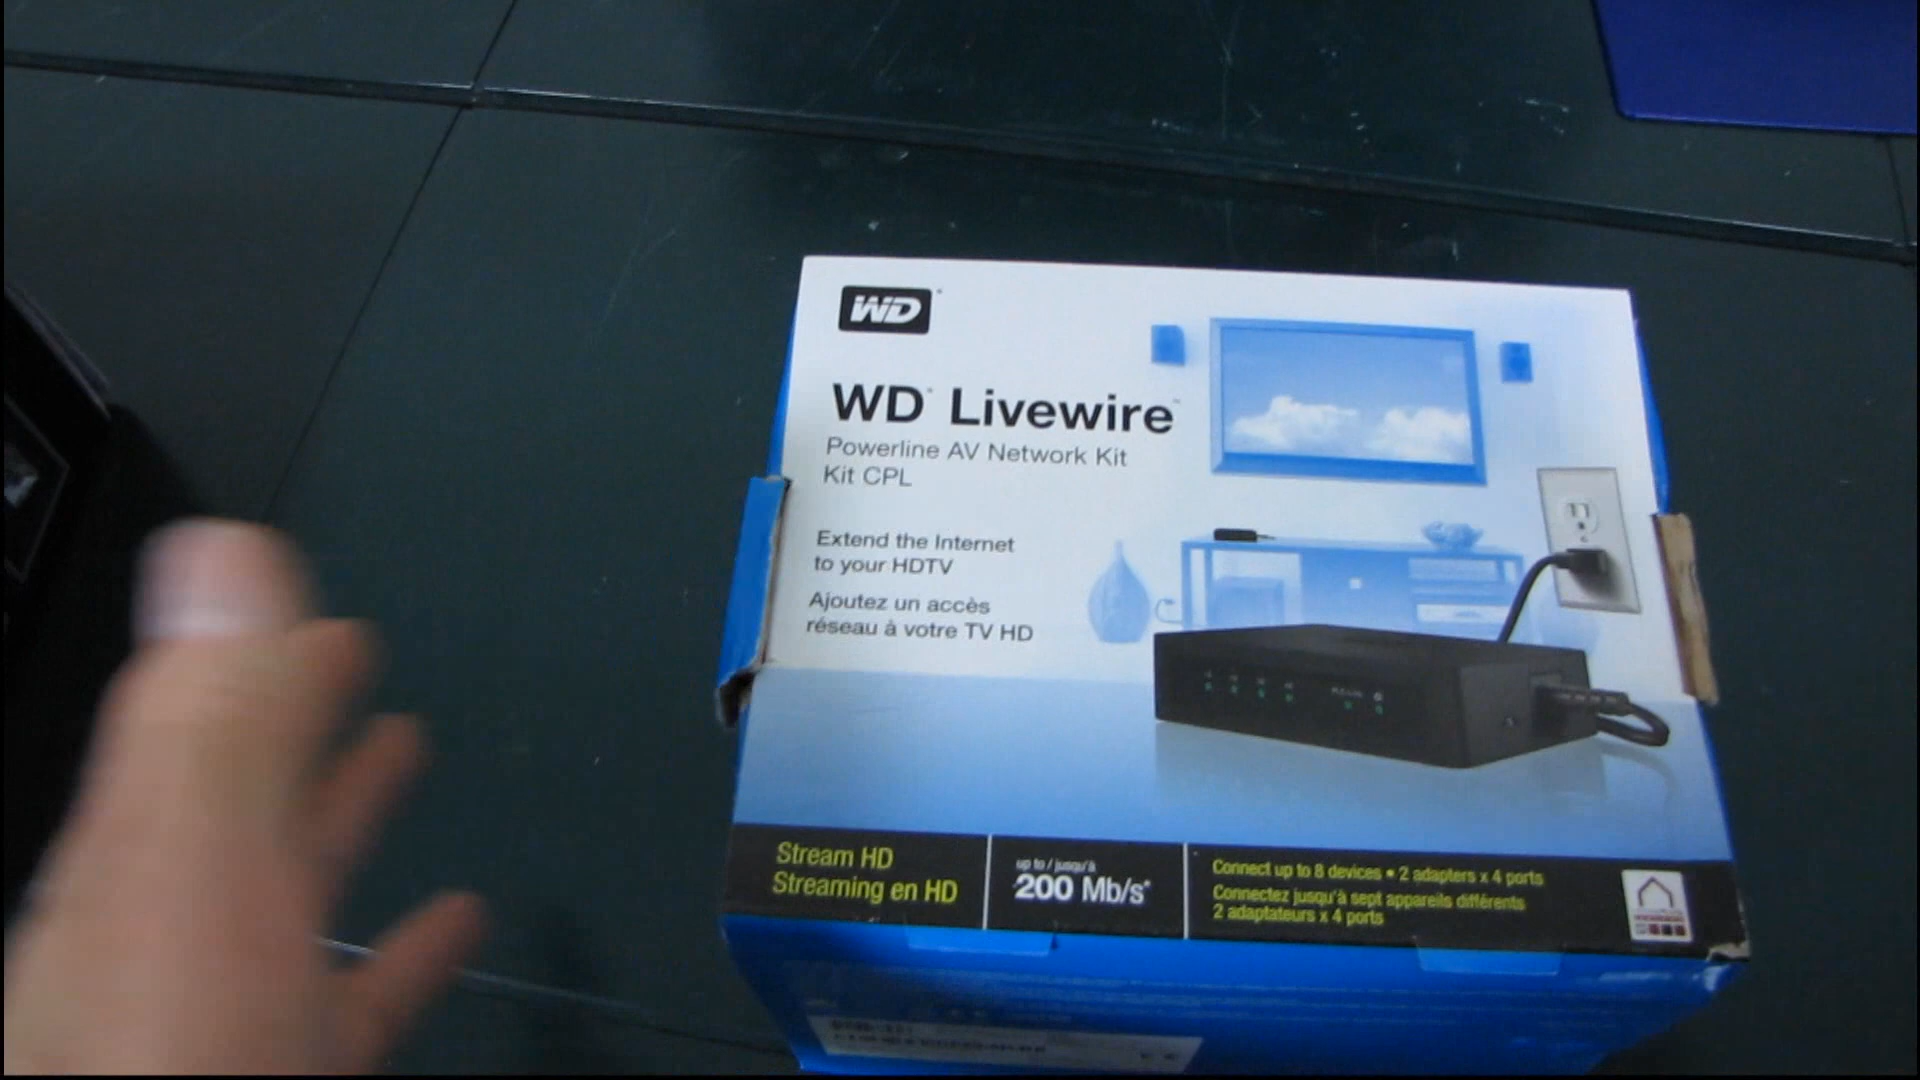 WD
WD™ Livewire™
Powerline AV Network Kit
Kit CPL
Extend the Internet
to your HDTV
Ajoutez un accès
réseau à votre TV HD
Stream HD
Streaming en HD
up to / jusqu'à
200 Mb/s*
Connect up to 8 devices • 2 adapters x 4 ports
Connectez jusqu'à sept appareils différents
2 adaptateurs x 4 ports